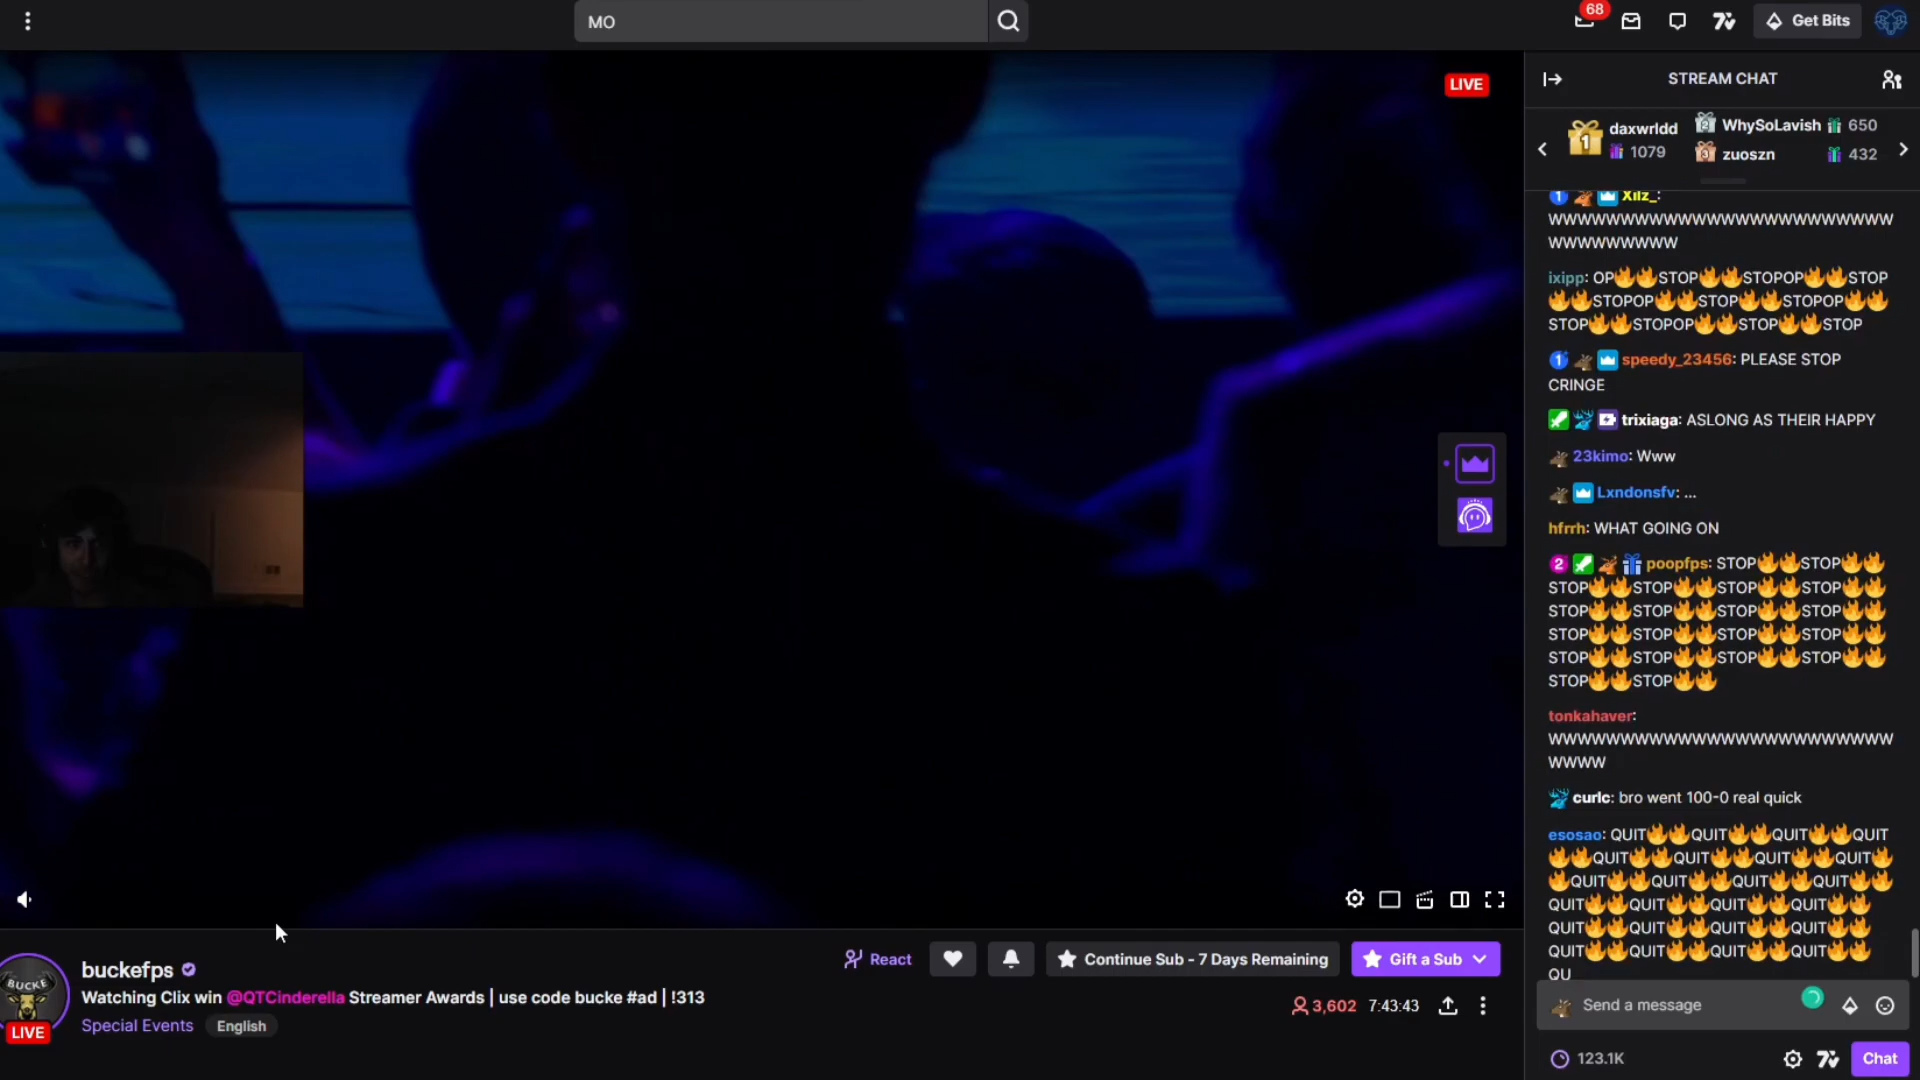 MO
68
Get Bits
LIVE
STREAM CHAT
1
daxwrldd
1079
2
WhySoLavish
650
3
zuoszn
432
1 Xilz_:
WWWWWWWWWWWWWWWWWWWWWWWW
WWWWWWWWW
ixipp: OP🔥🔥STOP🔥🔥STOPOP🔥🔥STOP
🔥🔥STOPOP🔥🔥STOP🔥🔥STOPOP🔥🔥
STOP🔥🔥STOPOP🔥🔥STOP🔥🔥STOP
1 speedy_23456: PLEASE STOP
CRINGE
trixiaga: ASLONG AS THEIR HAPPY
23kimo: Www
Lxndonsfv: ...
hfrrh: WHAT GOING ON
2 poopfps: STOP🔥🔥STOP🔥🔥
STOP🔥🔥STOP🔥🔥STOP🔥🔥STOP🔥🔥
STOP🔥🔥STOP🔥🔥STOP🔥🔥STOP🔥🔥
STOP🔥🔥STOP🔥🔥STOP🔥🔥STOP🔥🔥
STOP🔥🔥STOP🔥🔥STOP🔥🔥STOP🔥🔥
STOP🔥🔥STOP🔥🔥
tonkahaver:
WWWWWWWWWWWWWWWWWWWWWWWW
WWWW
curlc: bro went 100-0 real quick
esosao: QUIT🔥🔥QUIT🔥🔥QUIT🔥🔥QUIT
🔥🔥QUIT🔥🔥QUIT🔥🔥QUIT🔥🔥QUIT🔥
🔥QUIT🔥🔥QUIT🔥🔥QUIT🔥🔥QUIT🔥🔥
QUIT🔥🔥QUIT🔥🔥QUIT🔥🔥QUIT🔥🔥
QUIT🔥🔥QUIT🔥🔥QUIT🔥🔥QUIT🔥🔥
QUIT🔥🔥QUIT🔥🔥QUIT🔥🔥QUIT🔥🔥
QU
Send a message
123.1K
Chat
BUCKE
LIVE
buckefps
React
Continue Sub - 7 Days Remaining
Gift a Sub
Watching Clix win @QTCinderella Streamer Awards | use code bucke #ad | !313
3,602
7:43:43
Special Events
English